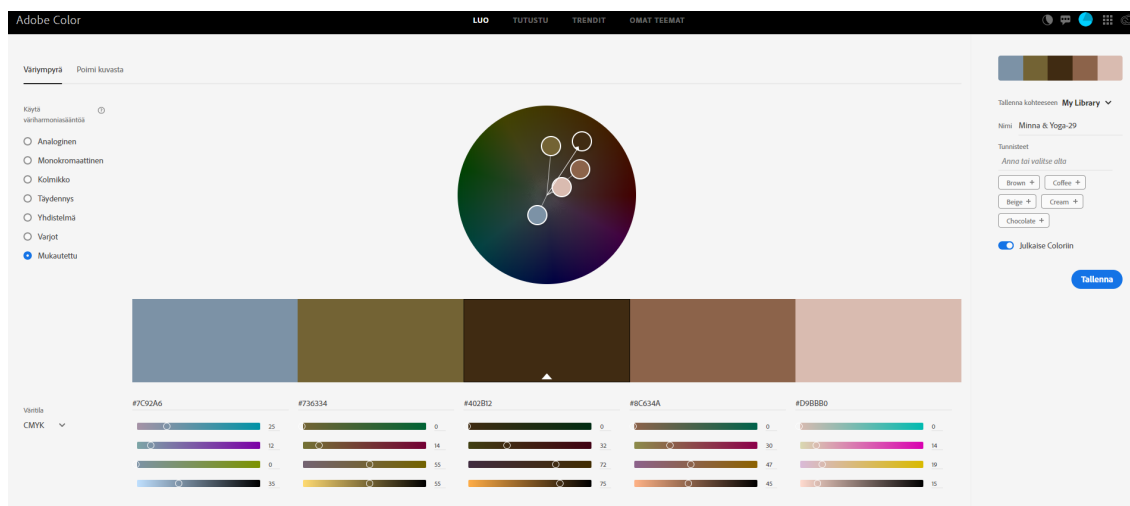 Adobe Color
LUO TUTUSTU TRENDIT OMAT TEEMAT
Väriympyrä Poimi kuvasta
Käytä
väriharmoniasääntöä
Analoginen
Monokromaattinen
Kolmikko
Täydennys
Yhdistelmä
Varjot
Mukautettu
Tallenna kohteeseen My Library
Nimi Minna & Yoga-29
Tunnisteet
Anna tai valitse alta
Brown + Coffee +
Beige + Cream +
Chocolate +
Julkaise Coloriin
Tallenna
#7C92A6 #736334 #402B12 #8C634A #D9BBB0
Väritila
CMYK
25 0 0 0 0
12 14 32 30 14
0 55 72 47 19
35 55 75 45 15